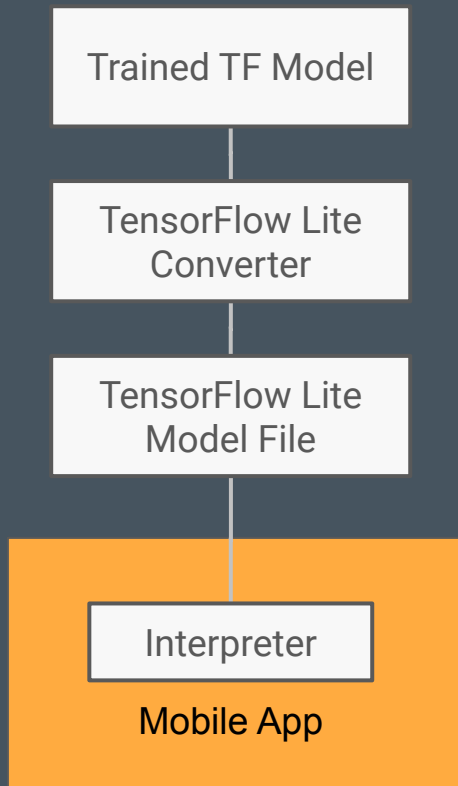 Trained TF Model
TensorFlow Lite
Converter
TensorFlow Lite
Model File
Interpreter
Mobile App